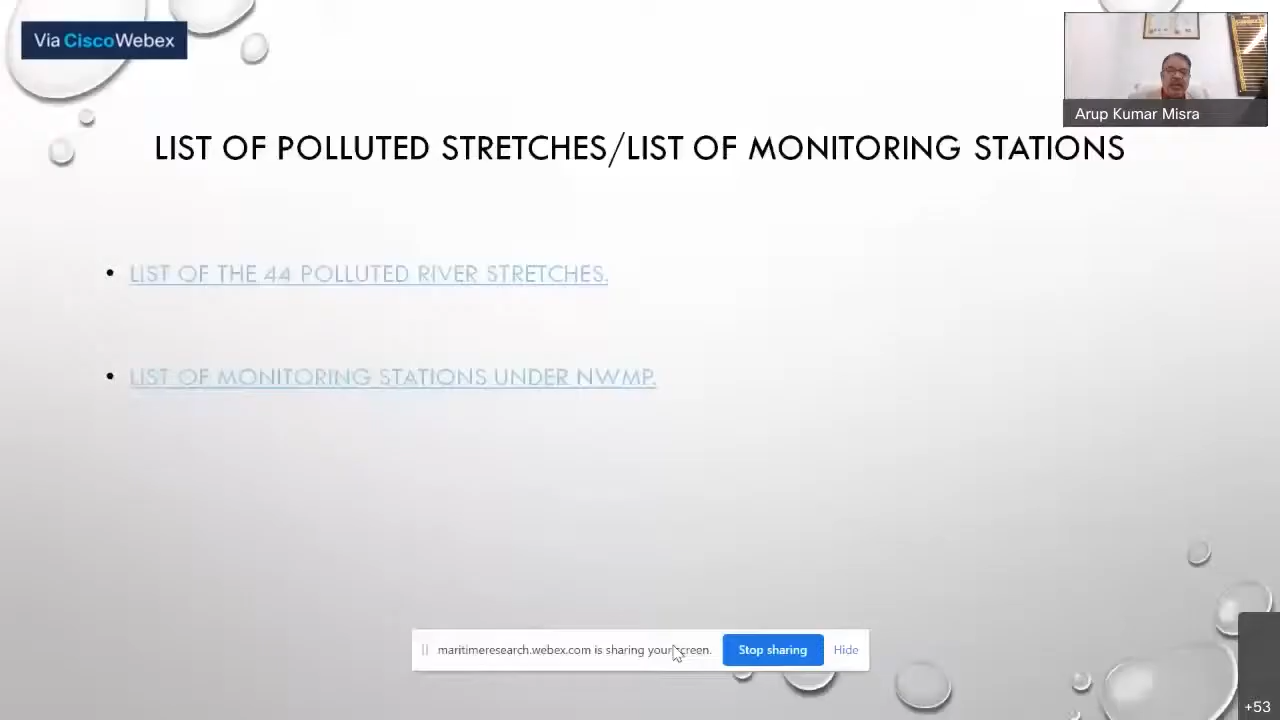 Via CiscoWebex
Arup Kumar Misra
LIST OF POLLUTED STRETCHES/LIST OF MONITORING STATIONS
• LIST OF THE 44 POLLUTED RIVER STRETCHES.
• LIST OF MONITORING STATIONS UNDER NWMP.
maritimeresearch.webex.com is sharing your screen. Stop sharing Hide
+53